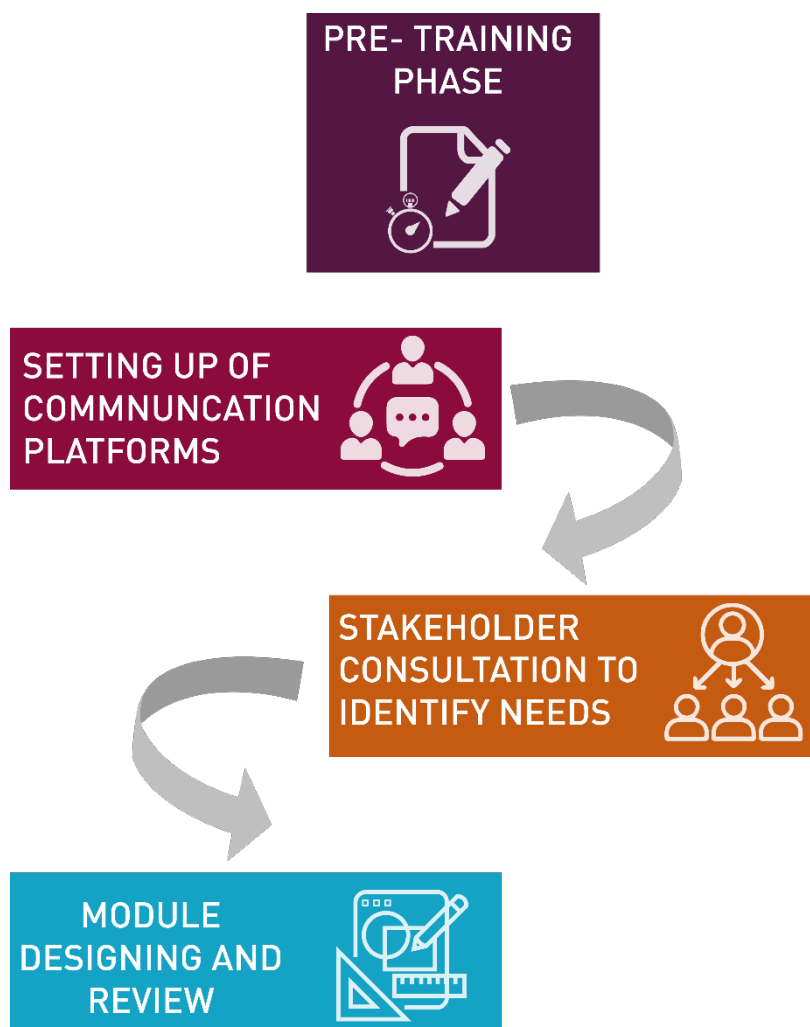 PRE- TRAINING
PHASE
SETTING UP OF
COMMNUNCATION
PLATFORMS
STAKEHOLDER
CONSULTATION TO
IDENTIFY NEEDS
MODULE
DESIGNING AND
REVIEW